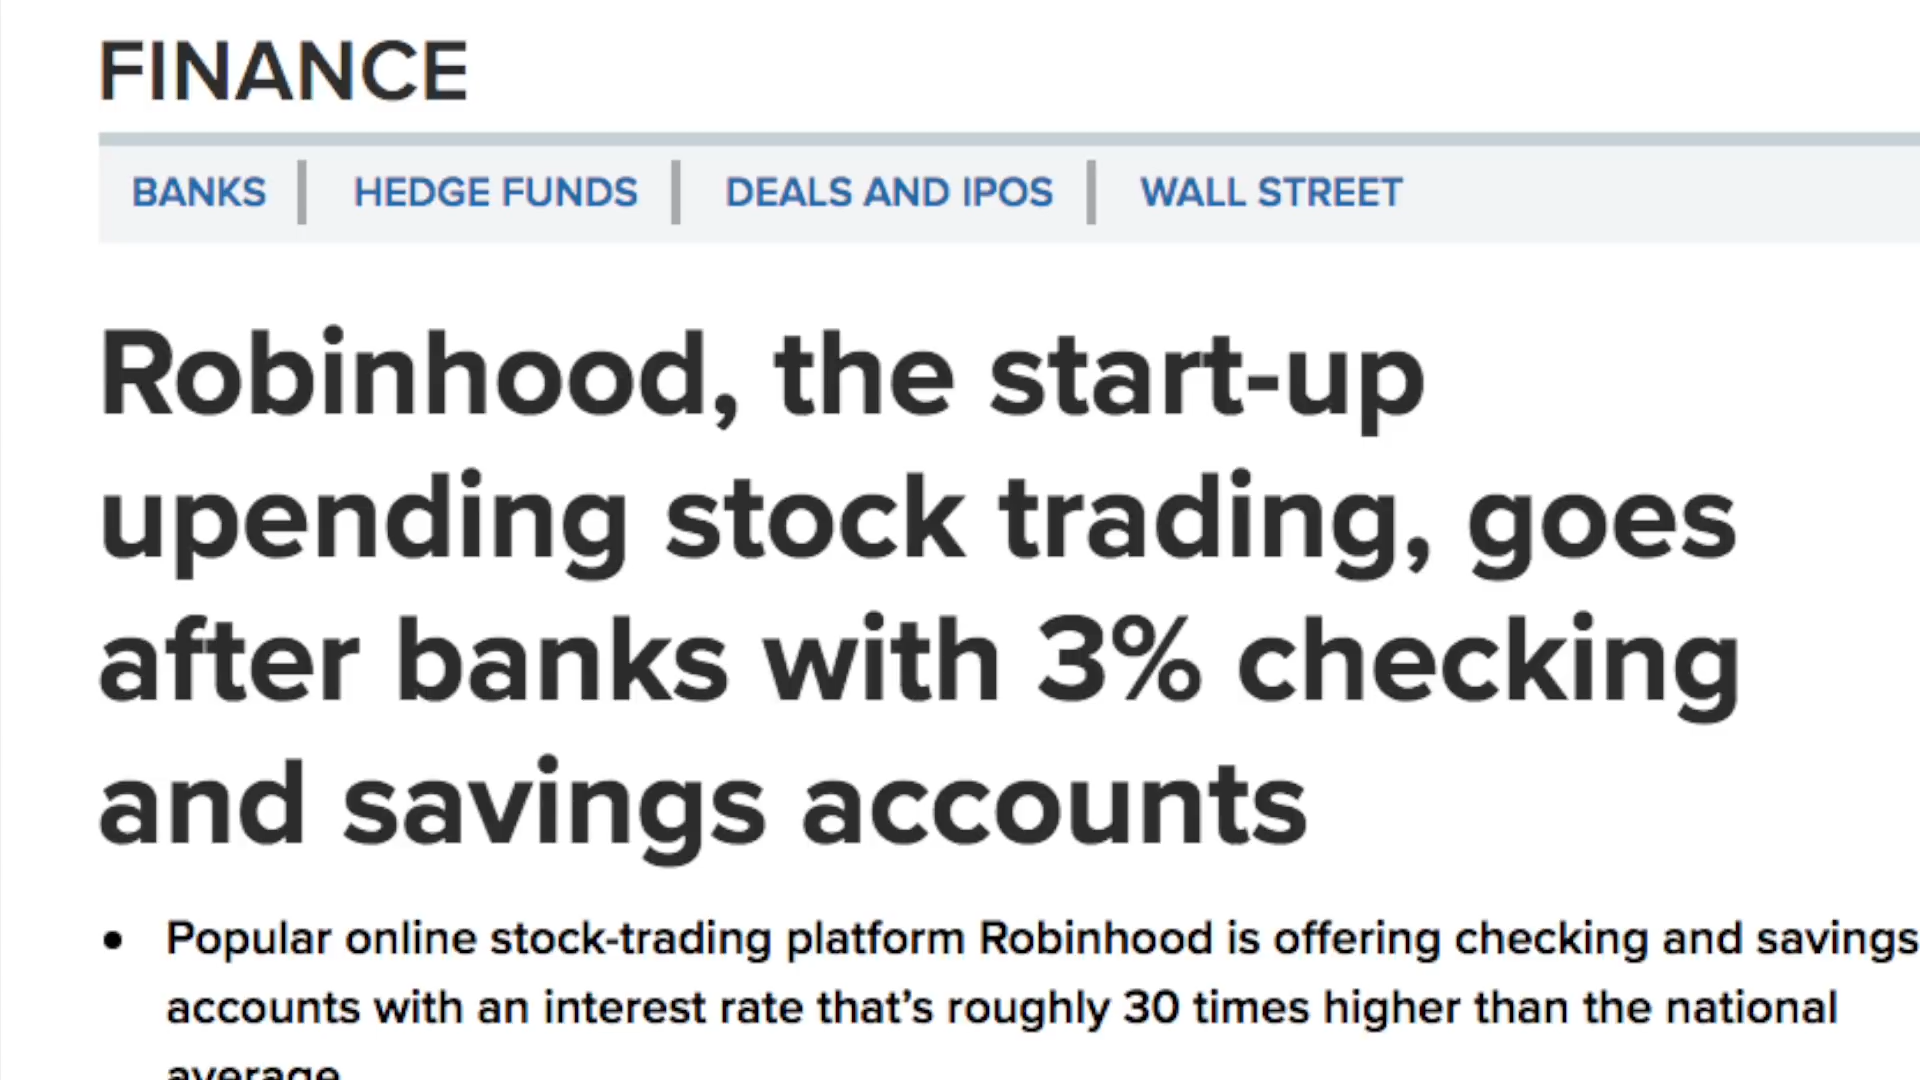 FINANCE
BANKS | HEDGE FUNDS | DEALS AND IPOS | WALL STREET
Robinhood, the start-up
upending stock trading, goes
after banks with 3% checking
and savings accounts
• Popular online stock-trading platform Robinhood is offering checking and savings
accounts with an interest rate that’s roughly 30 times higher than the national
average